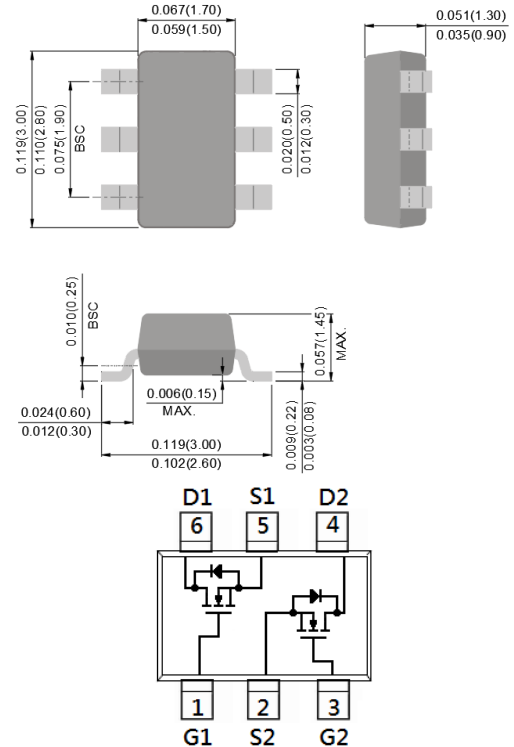 0.067(1.70)
0.059(1.50)
0.051(1.30)
0.035(0.90)
0.119(3.00)
0.110(2.80)
0.075(1.90)
BSC
0.020(0.50)
0.012(0.30)
0.010(0.25)
BSC
0.057(1.45)
MAX.
0.006(0.15)
MAX.
0.009(0.22)
0.003(0.08)
0.024(0.60)
0.012(0.30)
0.119(3.00)
0.102(2.60)
D1 S1 D2
6 5 4
1 2 3
G1 S2 G2